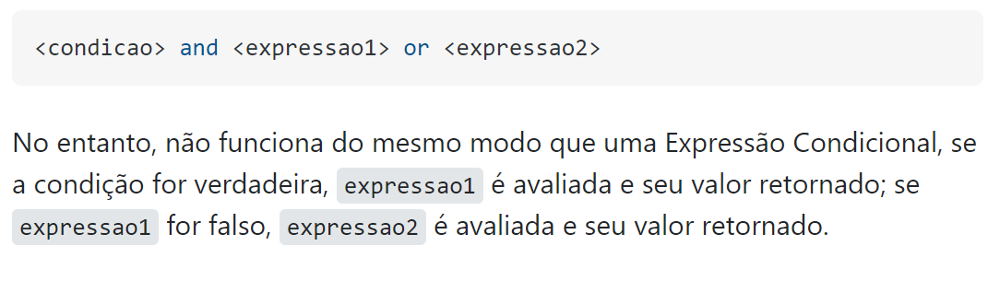 <condicao> and <expressao1> or <expressao2>
No entanto, não funciona do mesmo modo que uma Expressão Condicional, se
a condição for verdadeira, expressao1 é avaliada e seu valor retornado; se
expressao1 for falso, expressao2 é avaliada e seu valor retornado.